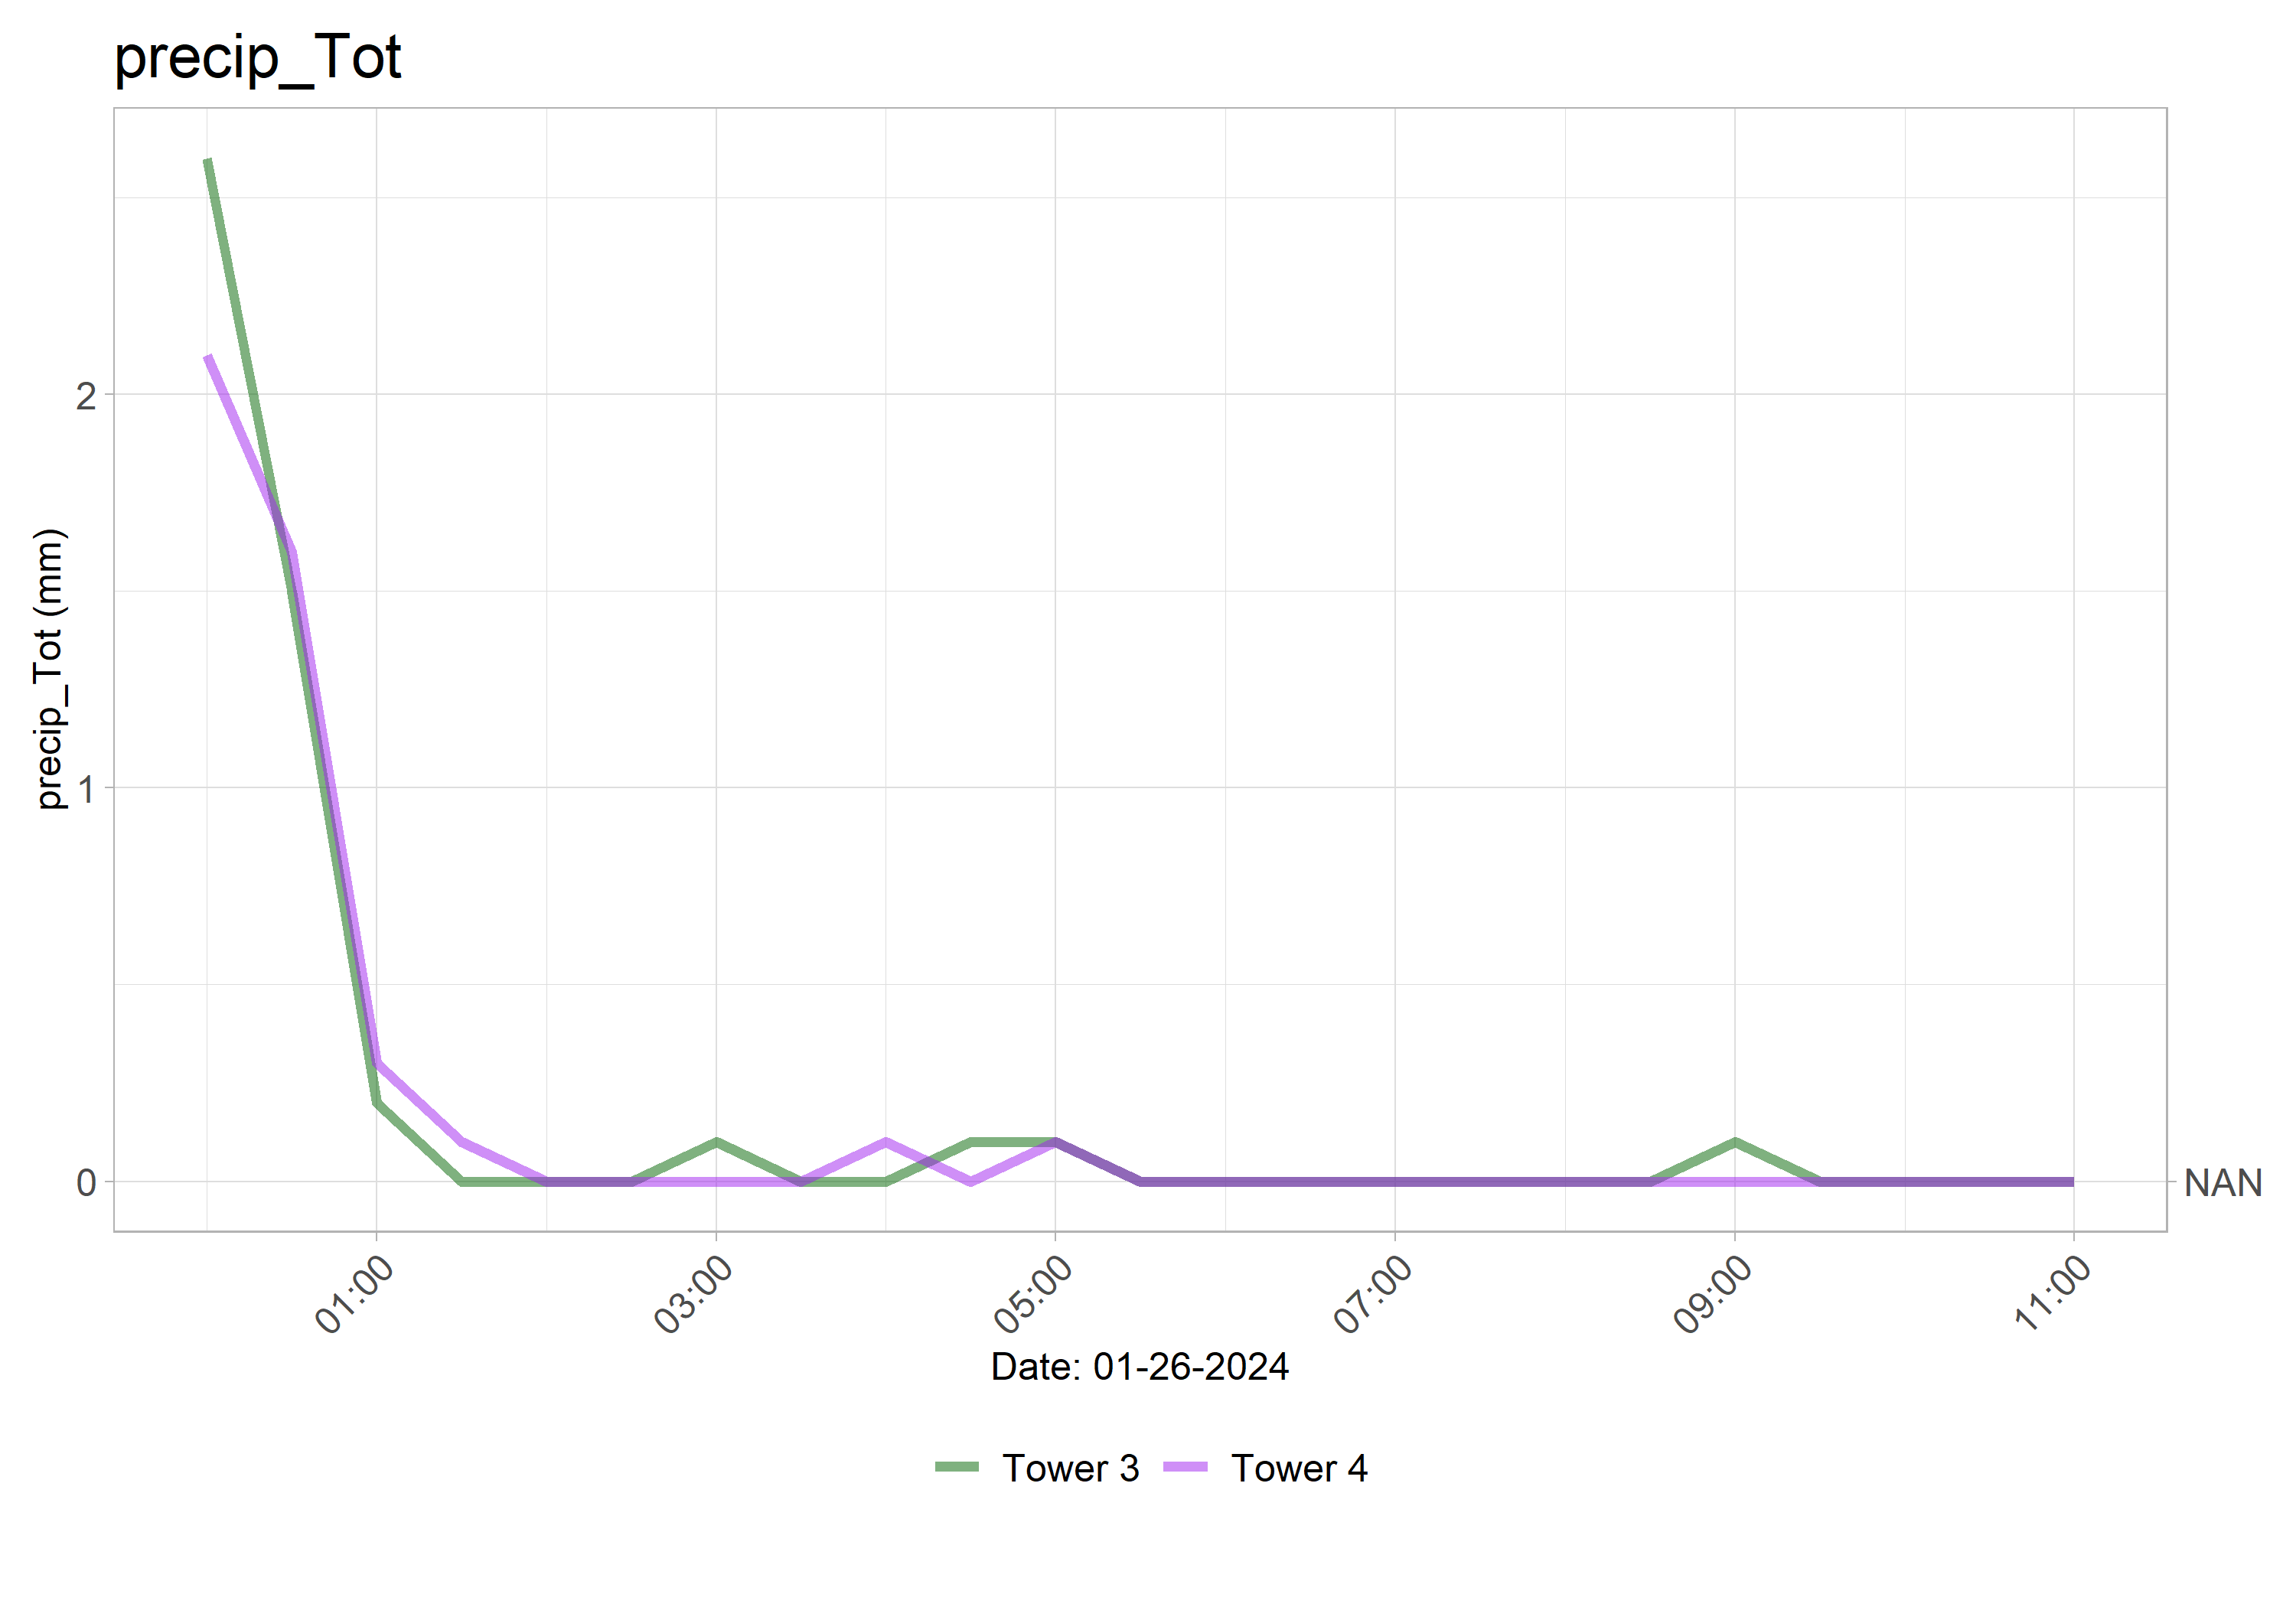 precip_Tot
precip_Tot (mm)
2
1
0
NAN
01:00
03:00
05:00
07:00
09:00
11:00
Date: 01-26-2024
Tower 3
Tower 4